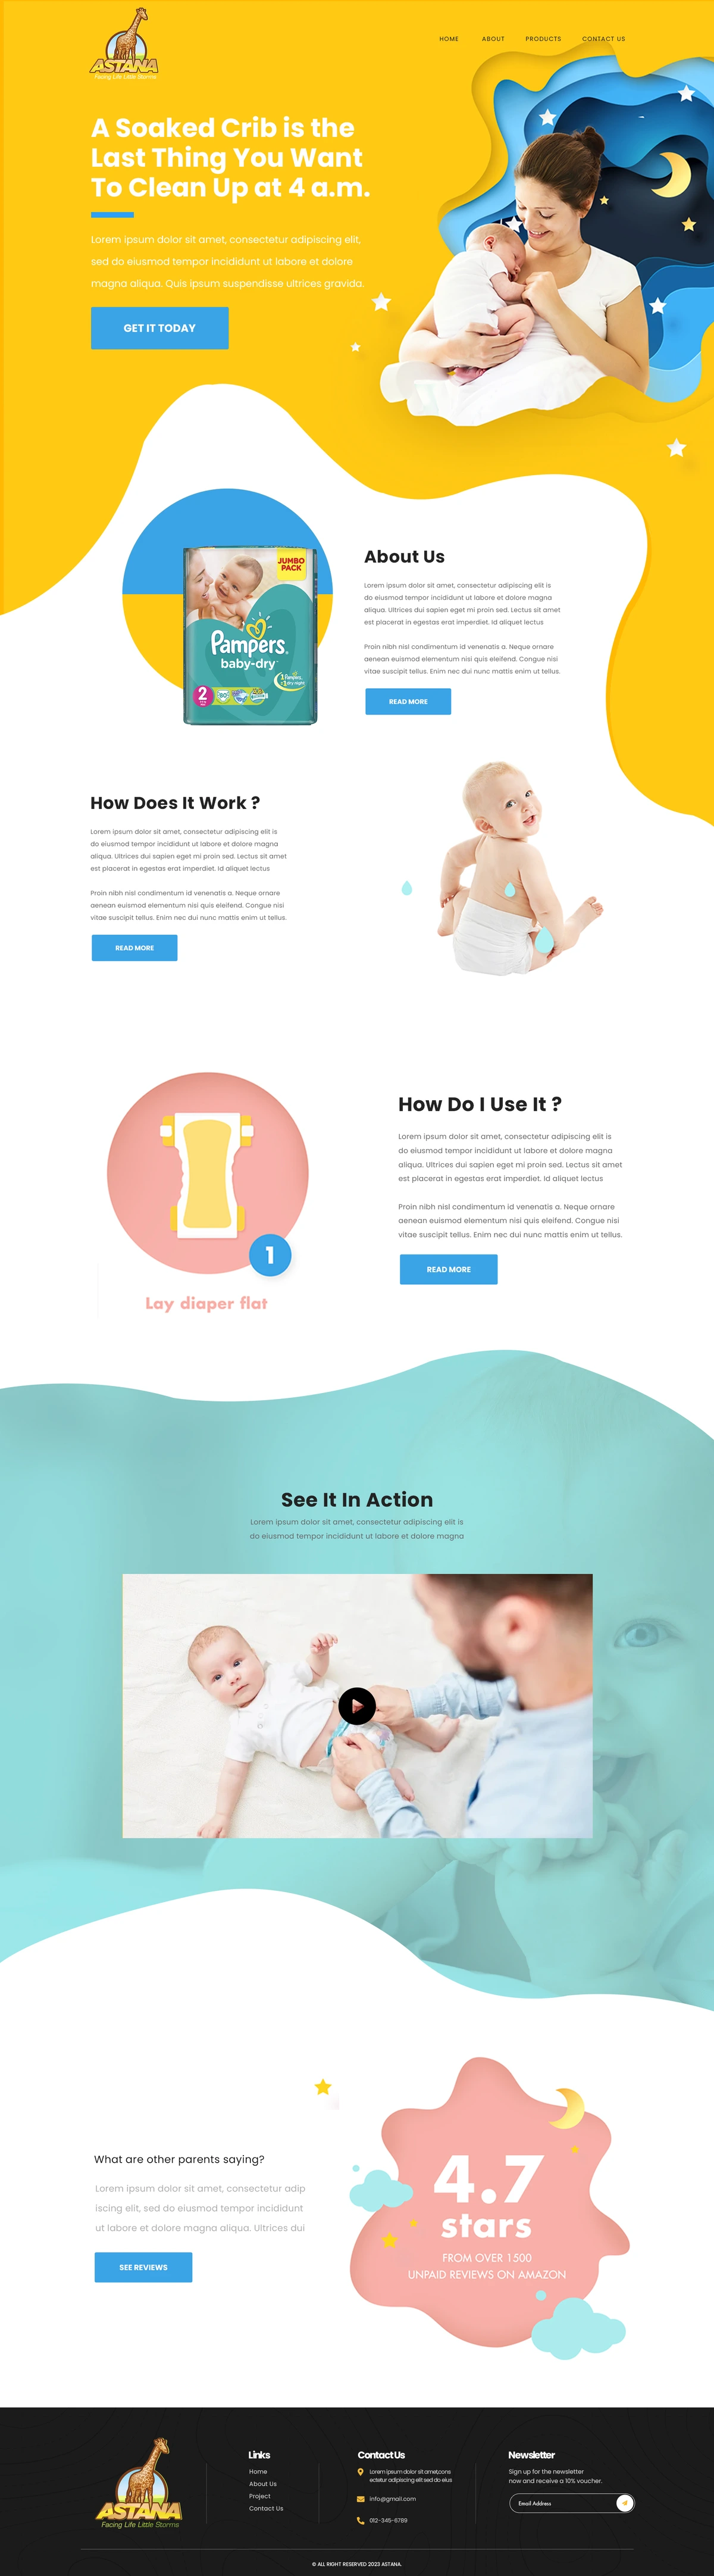 ASTANA
Facing Life Little Storms
HOME ABOUT PRODUCTS CONTACT US
A Soaked Crib is the
Last Thing You Want
To Clean Up at 4 a.m.
Lorem ipsum dolor sit amet, consectetur adipiscing elit,
sed do eiusmod tempor incididunt ut labore et dolore
magna aliqua. Quis ipsum suspendisse ultrices gravida.
GET IT TODAY
JUMBO
PACK
Pampers
baby-dry
2
About Us
Lorem ipsum dolor sit amet, consectetur adipiscing elit is
do eiusmod tempor incididunt ut labore et dolore magna
aliqua. Ultrices dui sapien eget mi proin sed. Lectus sit amet
est placerat in egestas erat imperdiet. Id aliquet lectus
Proin nibh nisl condimentum id venenatis a. Neque ornare
aenean euismod elementum nisi quis eleifend. Congue nisi
vitae suscipit tellus. Enim nec dui nunc mattis enim ut tellus.
READ MORE
How Does It Work ?
Lorem ipsum dolor sit amet, consectetur adipiscing elit is
do eiusmod tempor incididunt ut labore et dolore magna
aliqua. Ultrices dui sapien eget mi proin sed. Lectus sit amet
est placerat in egestas erat imperdiet. Id aliquet lectus
Proin nibh nisl condimentum id venenatis a. Neque ornare
aenean euismod elementum nisi quis eleifend. Congue nisi
vitae suscipit tellus. Enim nec dui nunc mattis enim ut tellus.
READ MORE
1
Lay diaper flat
How Do I Use It ?
Lorem ipsum dolor sit amet, consectetur adipiscing elit is
do eiusmod tempor incididunt ut labore et dolore magna
aliqua. Ultrices dui sapien eget mi proin sed. Lectus sit amet
est placerat in egestas erat imperdiet. Id aliquet lectus
Proin nibh nisl condimentum id venenatis a. Neque ornare
aenean euismod elementum nisi quis eleifend. Congue nisi
vitae suscipit tellus. Enim nec dui nunc mattis enim ut tellus.
READ MORE
See It In Action
Lorem ipsum dolor sit amet, consectetur adipiscing elit is
do eiusmod tempor incididunt ut labore et dolore magna
What are other parents saying?
Lorem ipsum dolor sit amet, consectetur adip
iscing elit, sed do eiusmod tempor incididunt
ut labore et dolore magna aliqua. Ultrices dui
SEE REVIEWS
4.7
stars
FROM OVER 1500
UNPAID REVIEWS ON AMAZON
ASTANA
Facing Life Little Storms
Links
Home
About Us
Project
Contact Us
Contact Us
Lorem ipsum dolor sit amet,cons
ectetur adipiscing elit sed do eius
info@gmail.com
012-345-6789
Newsletter
Sign up for the newsletter
now and receive a 10% voucher.
Email Address
© ALL RIGHT RESERVED 2023 ASTANA.